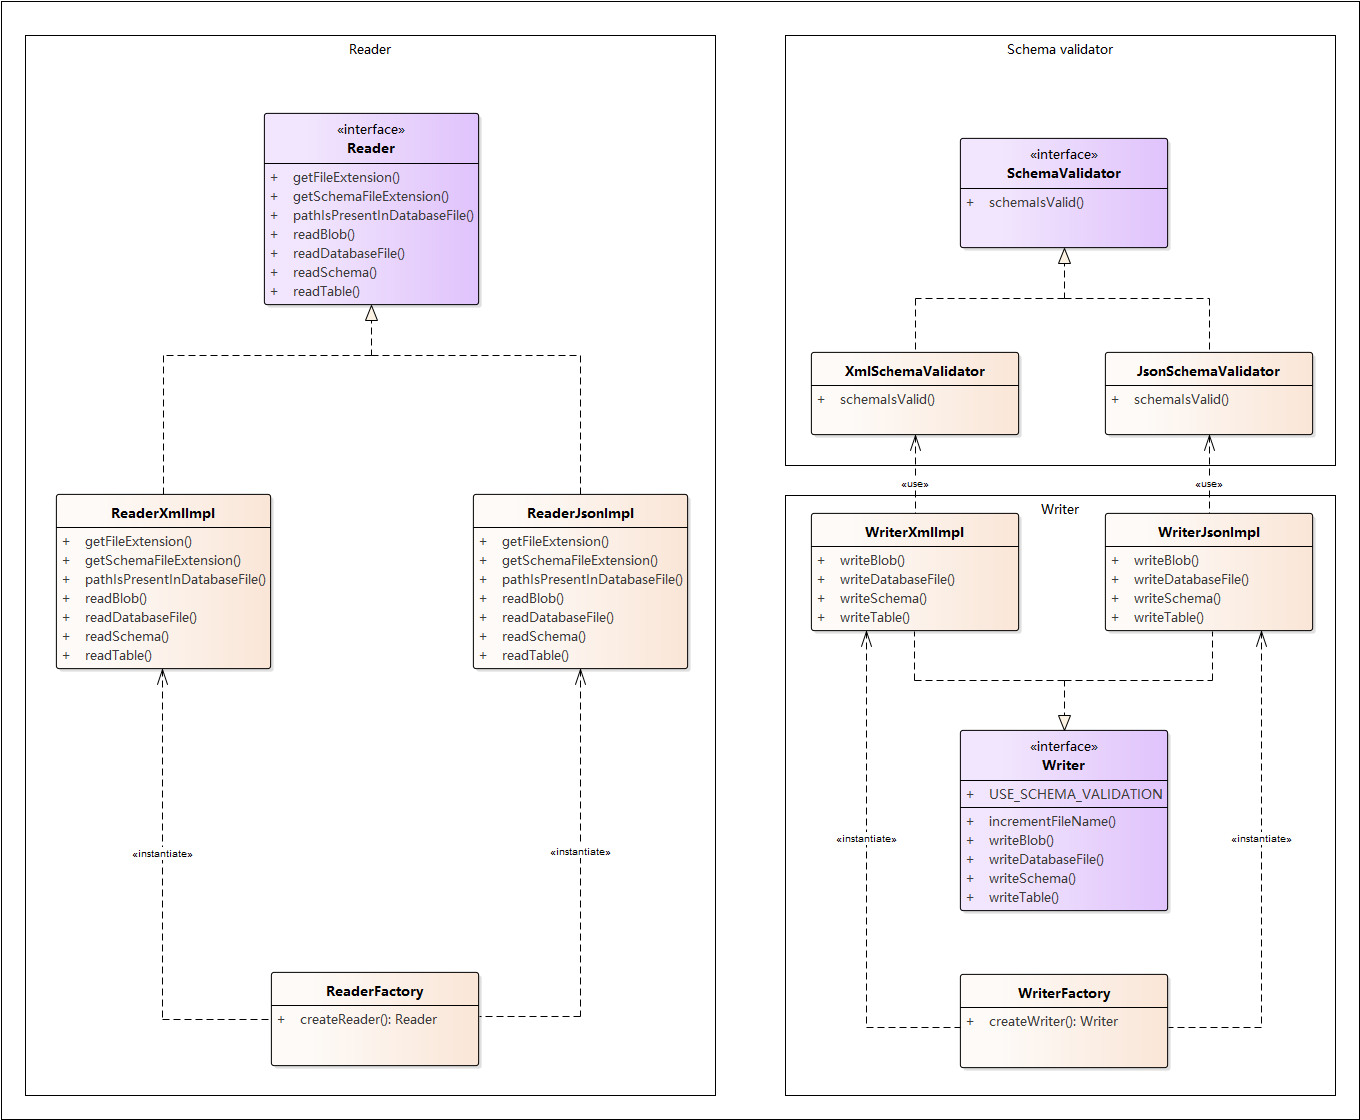 Reader
«interface»
Reader
+ getFileExtension()
+ getSchemaFileExtension()
+ pathIsPresentInDatabaseFile()
+ readBlob()
+ readDatabaseFile()
+ readSchema()
+ readTable()
ReaderXmlImpl
+ getFileExtension()
+ getSchemaFileExtension()
+ pathIsPresentInDatabaseFile()
+ readBlob()
+ readDatabaseFile()
+ readSchema()
+ readTable()
ReaderJsonImpl
+ getFileExtension()
+ getSchemaFileExtension()
+ pathIsPresentInDatabaseFile()
+ readBlob()
+ readDatabaseFile()
+ readSchema()
+ readTable()
«instantiate»
«instantiate»
ReaderFactory
+ createReader(): Reader
Schema validator
«interface»
SchemaValidator
+ schemaIsValid()
XmlSchemaValidator
+ schemaIsValid()
JsonSchemaValidator
+ schemaIsValid()
«use»
«use»
Writer
WriterXmlImpl
+ writeBlob()
+ writeDatabaseFile()
+ writeSchema()
+ writeTable()
WriterJsonImpl
+ writeBlob()
+ writeDatabaseFile()
+ writeSchema()
+ writeTable()
«interface»
Writer
+ USE_SCHEMA_VALIDATION
+ incrementFileName()
+ writeBlob()
+ writeDatabaseFile()
+ writeSchema()
+ writeTable()
«instantiate»
«instantiate»
WriterFactory
+ createWriter(): Writer